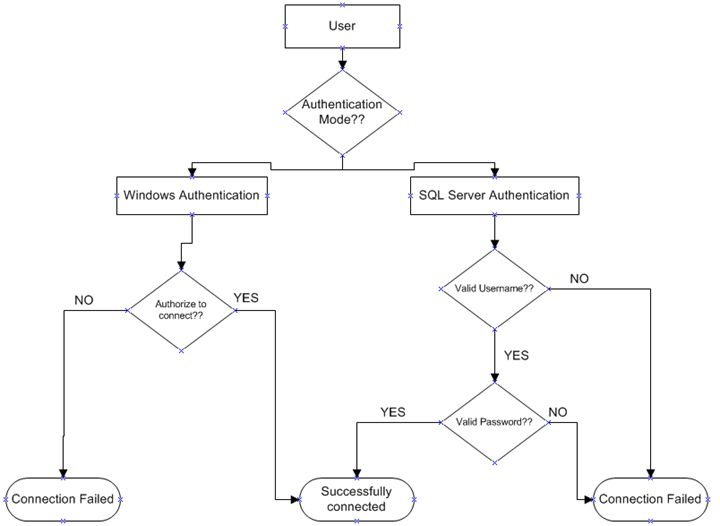 User
Authentication
Mode??
Windows Authentication
SQL Server Authentication
Valid Username??
NO
NO
YES
Authorize to
connect??
YES
YES
NO
Valid Password??
Connection Failed
Successfully
connected
Connection Failed